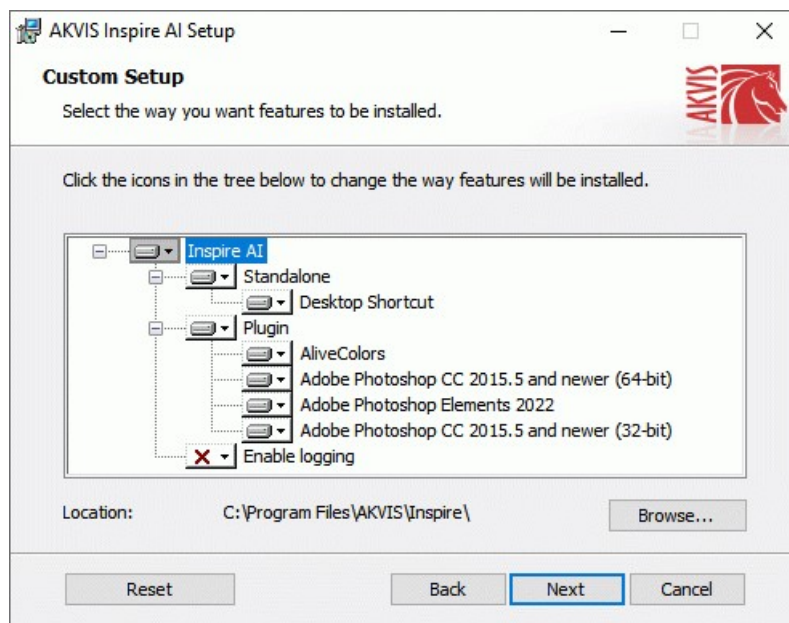 AKVIS Inspire AI Setup
Custom Setup
Select the way you want features to be installed.
AKVIS
Click the icons in the tree below to change the way features will be installed.
Inspire AI
Standalone
Desktop Shortcut
Plugin
AliveColors
Adobe Photoshop CC 2015.5 and newer (64-bit)
Adobe Photoshop Elements 2022
Adobe Photoshop CC 2015.5 and newer (32-bit)
Enable logging
Location: C:\Program Files\AKVIS\Inspire\ Browse...
Reset Back Next Cancel